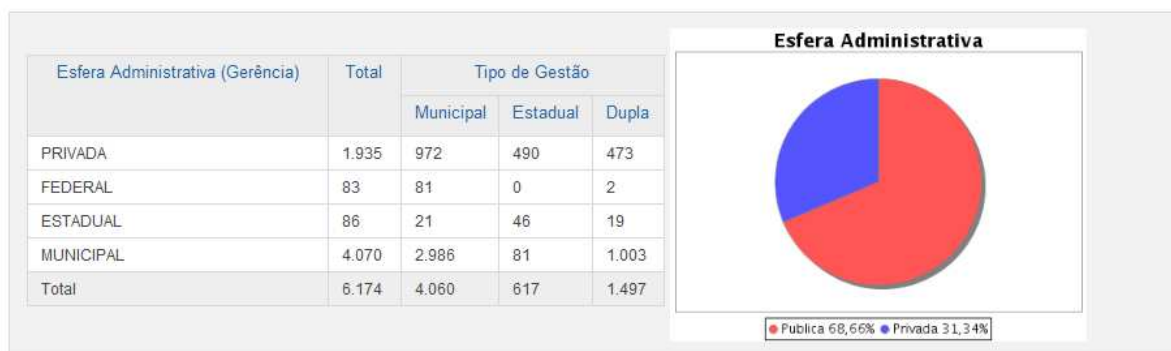 Esfera Administrativa (Gerência) Total Tipo de Gestão
Municipal Estadual Dupla
PRIVADA 1.935 972 490 473
FEDERAL 83 81 0 2
ESTADUAL 86 21 46 19
MUNICIPAL 4.070 2.986 81 1.003
Total 6.174 4.060 617 1.497
Esfera Administrativa
Publica 68,66% Privada 31,34%